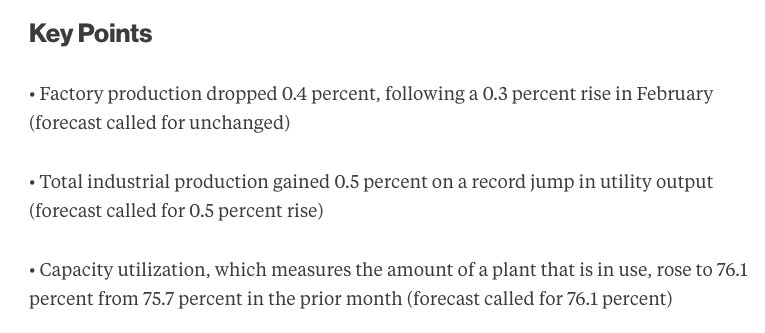 Key Points
• Factory production dropped 0.4 percent, following a 0.3 percent rise in February
(forecast called for unchanged)
• Total industrial production gained 0.5 percent on a record jump in utility output
(forecast called for 0.5 percent rise)
• Capacity utilization, which measures the amount of a plant that is in use, rose to 76.1
percent from 75.7 percent in the prior month (forecast called for 76.1 percent)